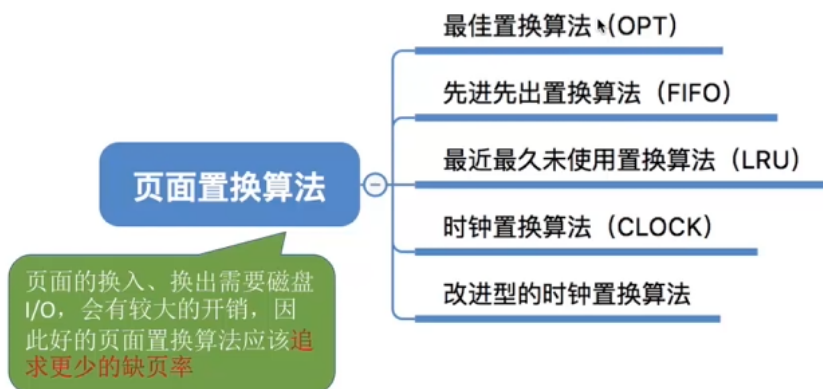 最佳置换算法（OPT）
先进先出置换算法（FIFO）
最近最久未使用置换算法（LRU）
页面置换算法
时钟置换算法（CLOCK）
改进型的时钟置换算法
页面的换入、换出需要磁盘
I/O，会有较大的开销，因
此好的页面置换算法应该追
求更少的缺页率